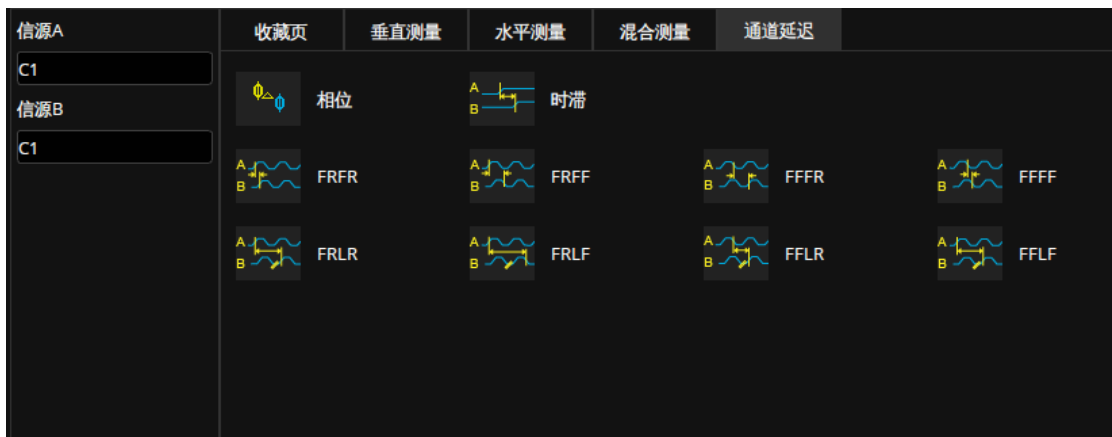 信源A
C1
信源B
C1
收藏页 垂直测量 水平测量 混合测量 通道延迟
Φ Φ 相位 A B 时滞
A B FRFR A B FRFF A B FFFR A B FFFF
A B FRLR A B FRLF A B FFLR A B FFLF